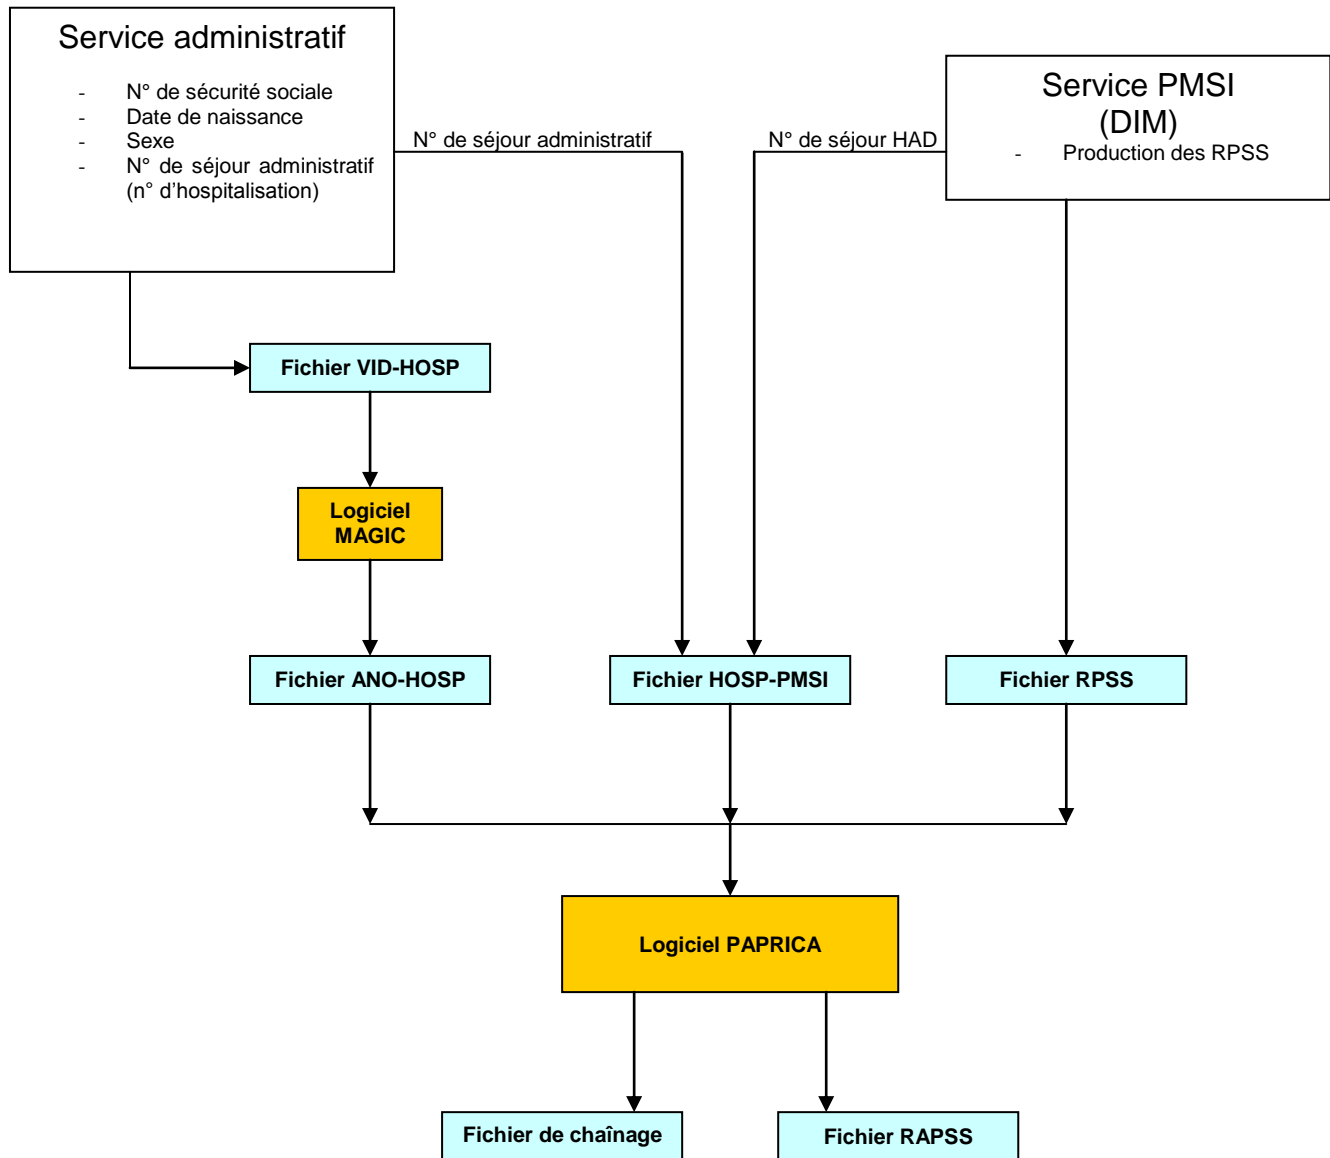 Service administratif
- N° de sécurité sociale
- Date de naissance
- Sexe
- N° de séjour administratif
(n° d'hospitalisation)
N° de séjour administratif
N° de séjour HAD
Service PMSI
(DIM)
- Production des RPSS
Fichier VID-HOSP
Logiciel
MAGIC
Fichier ANO-HOSP
Fichier HOSP-PMSI
Fichier RPSS
Logiciel PAPRICA
Fichier de chaînage
Fichier RAPSS